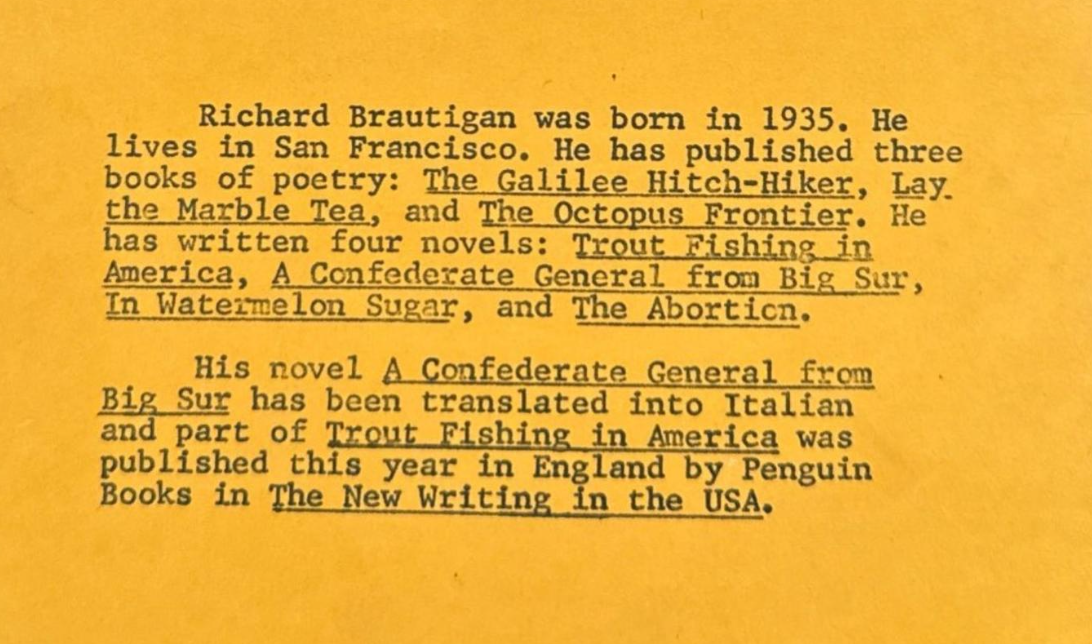 Richard Brautigan was born in 1935. He
lives in San Francisco. He has published three
books of poetry: The Galilee Hitch-Hiker, Lay
the Marble Tea, and The Octopus Frontier. He
has written four novels: Trout Fishing in
America, A Confederate General from Big Sur,
In Watermelon Sugar, and The Abortion.
His novel A Confederate General from
Big Sur has been translated into Italian
and part of Trout Fishing in America was
published this year in England by Penguin
Books in The New Writing in the USA.